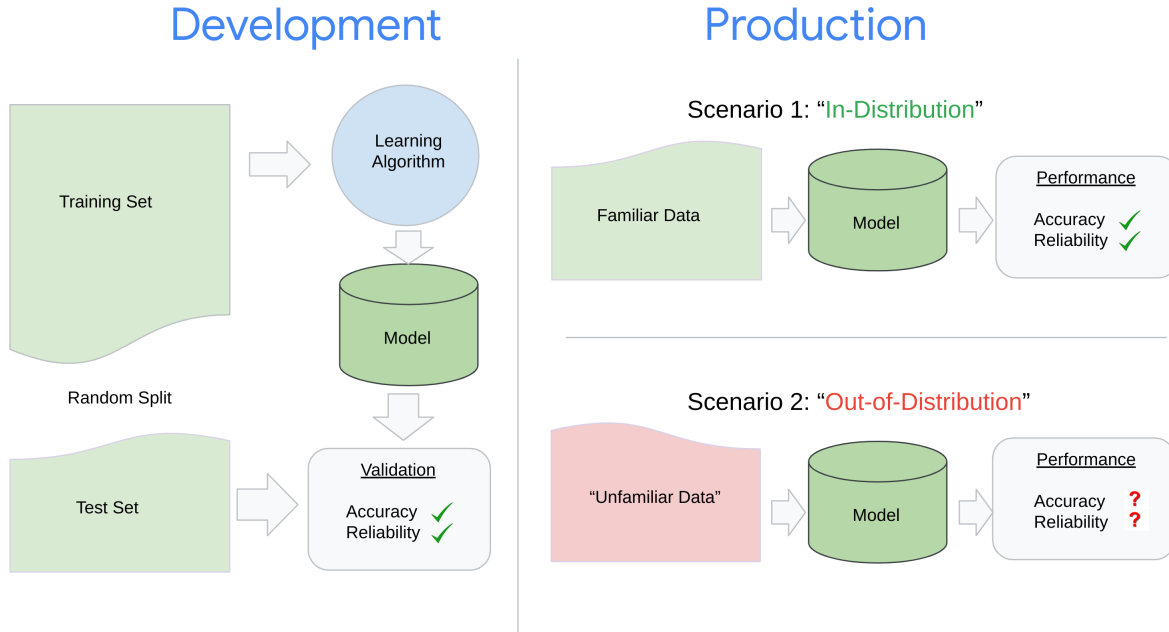 Development
Training Set
Learning
Algorithm
Model
Random Split
Test Set
Validation
Accuracy
Reliability
Production
Scenario 1: “In-Distribution”
Familiar Data
Model
Performance
Accuracy
Reliability
Scenario 2: “Out-of-Distribution”
“Unfamiliar Data”
Model
Performance
Accuracy ?
Reliability ?